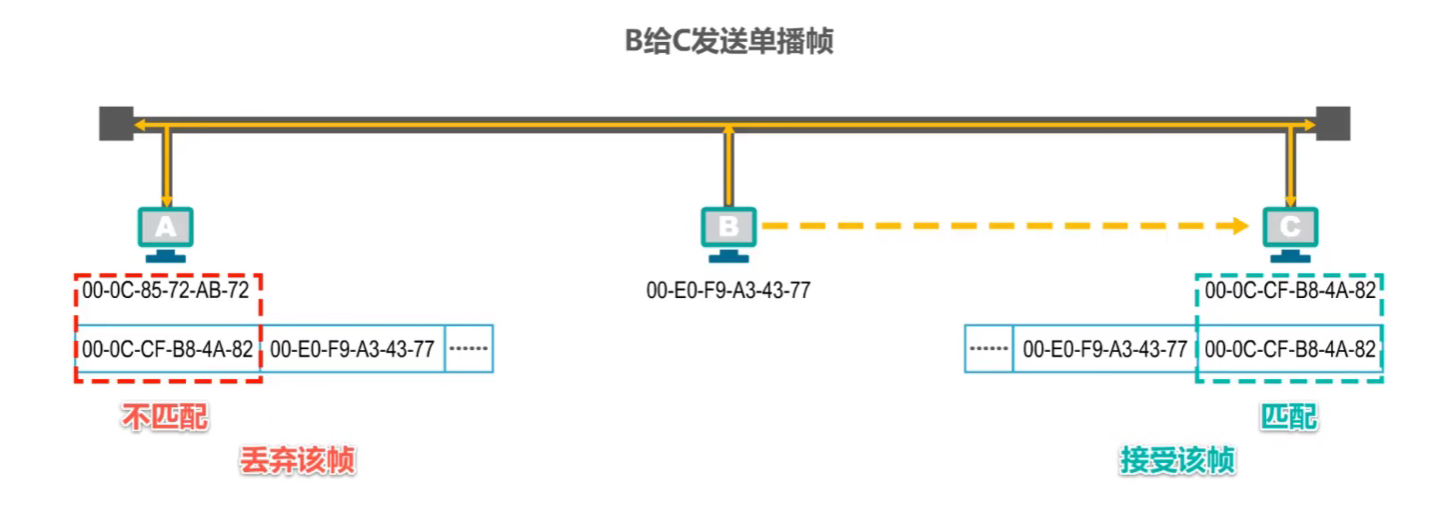 B给C发送单播帧
A
B
C
00-0C-85-72-AB-72
00-E0-F9-A3-43-77
00-0C-CF-B8-4A-82
00-0C-CF-B8-4A-82 00-E0-F9-A3-43-77 ······
······ 00-E0-F9-A3-43-77 00-0C-CF-B8-4A-82
不匹配
匹配
丢弃该帧
接受该帧